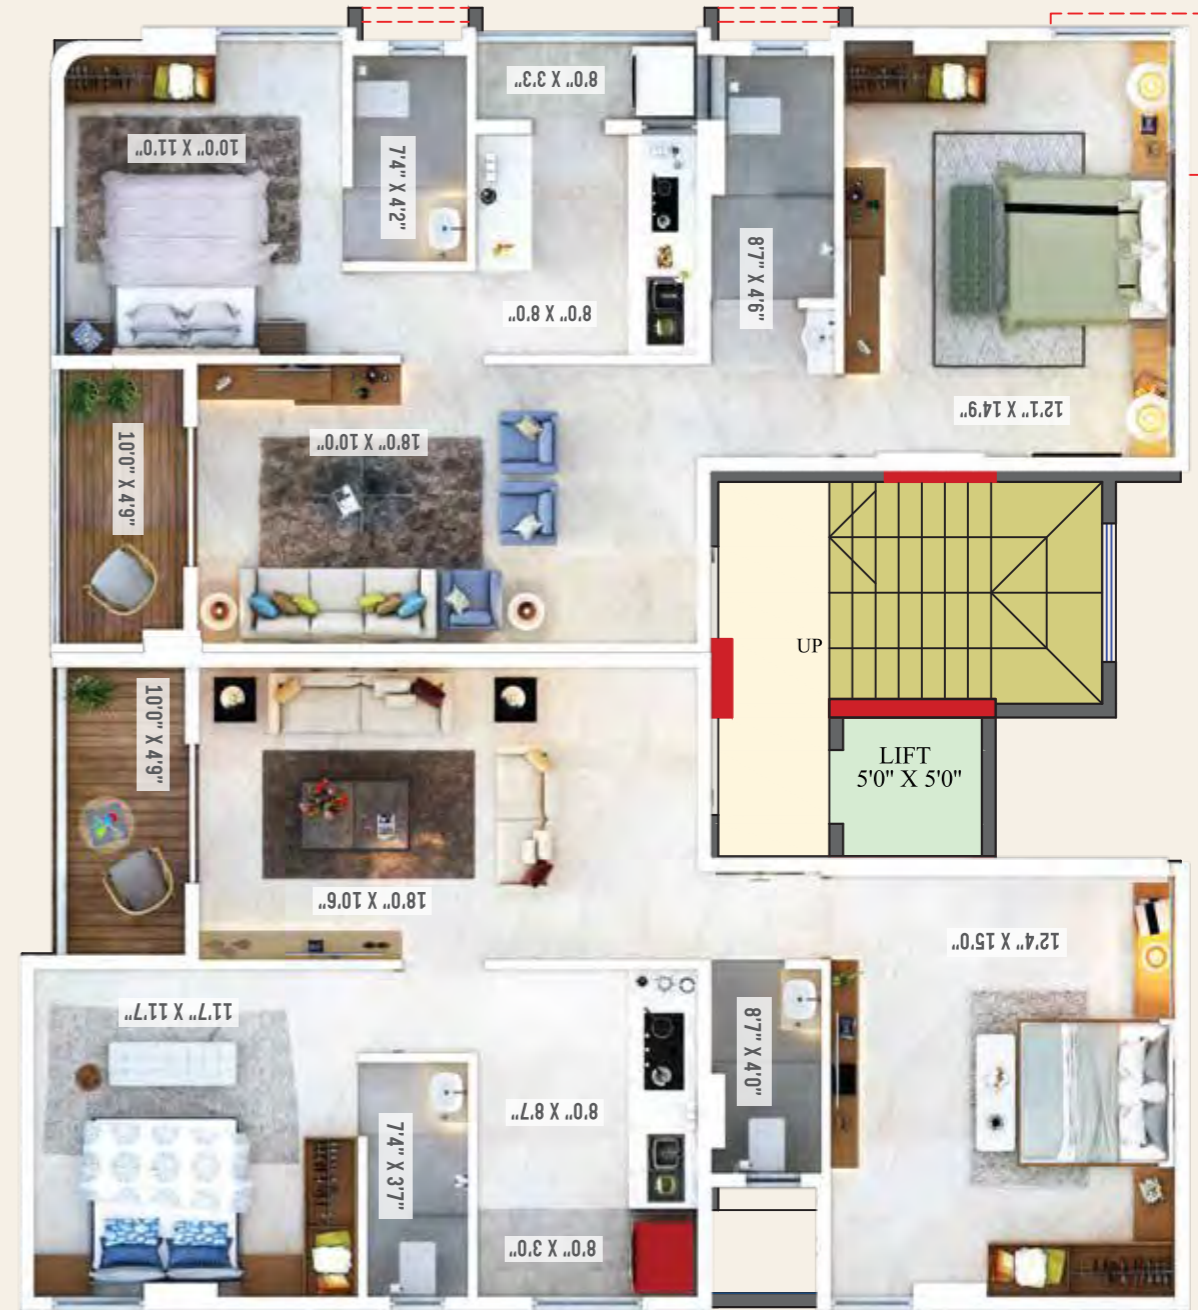 8'0" X 3'3"
10'0" X 11'0"
7'4" X 4'2"
8'7" X 4'6"
8'0" X 8'0"
12'1" X 14'9"
18'0" X 10'0"
10'0" X 4'9"
UP
10'0" X 4'9"
LIFT
5'0" X 5'0"
18'0" X 10'6"
12'4" X 15'0"
11'7" X 11'7"
8'7" X 4'0"
8'0" X 8'7"
7'4" X 3'7"
8'0" X 3'0"